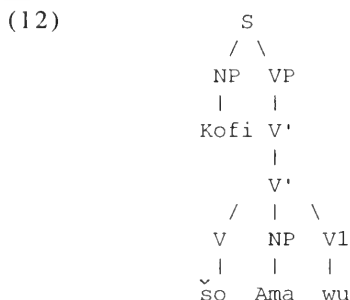 (12) S
NP VP
Kofi V'
V'
V NP V1
šo Ama wu